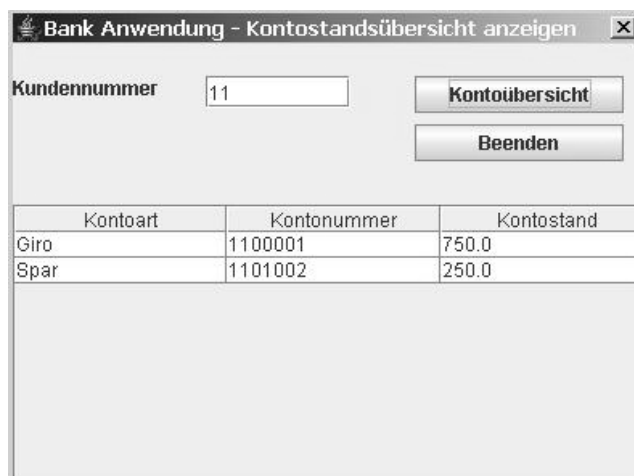 Bank Anwendung - Kontostandsübersicht anzeigen
Kundennummer 11 Kontoübersicht
Beenden
Kontoart Kontonummer Kontostand
Giro 1100001 750.0
Spar 1101002 250.0